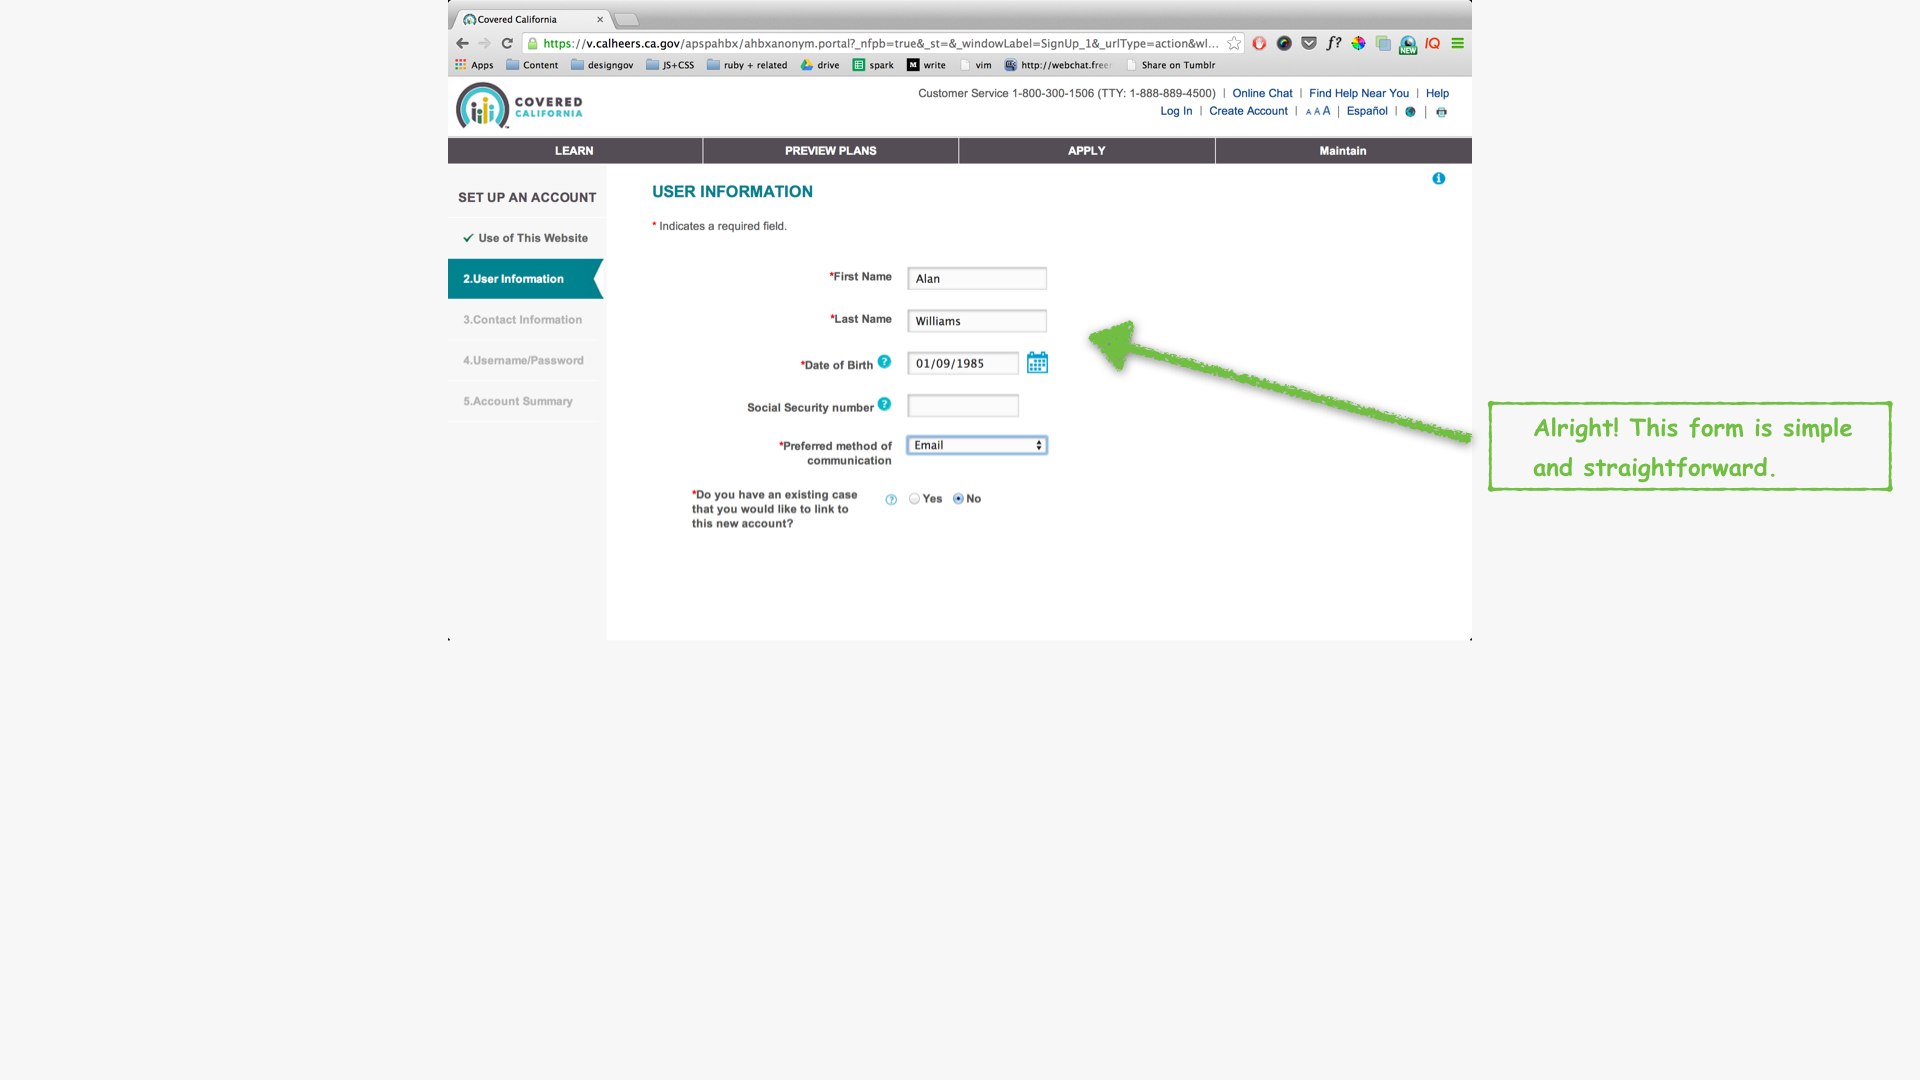 Covered California
https://v.calheers.ca.gov/apspahbx/ahbxanonym.portal?_nfpb=true&_st=&_windowLabel=SignUp_1&_urlType=action&wl...
f?
NEW
IQ
Apps
Content
designgov
JS+CSS
ruby + related
drive
spark
M write
vim
http://webchat.free
Share on Tumblr
COVERED
CALIFORNIA
Customer Service 1-800-300-1506 (TTY: 1-888-889-4500) | Online Chat | Find Help Near You | Help
Log In | Create Account | A A A | Español | |
LEARN
PREVIEW PLANS
APPLY
Maintain
SET UP AN ACCOUNT
Use of This Website
2.User Information
3.Contact Information
4.Username/Password
5.Account Summary
USER INFORMATION
* Indicates a required field.
*First Name
Alan
*Last Name
Williams
*Date of Birth ?
01/09/1985
Social Security number ?
*Preferred method of
communication
Email
*Do you have an existing case
that you would like to link to
this new account?
? Yes No
Alright! This form is simple
and straightforward.